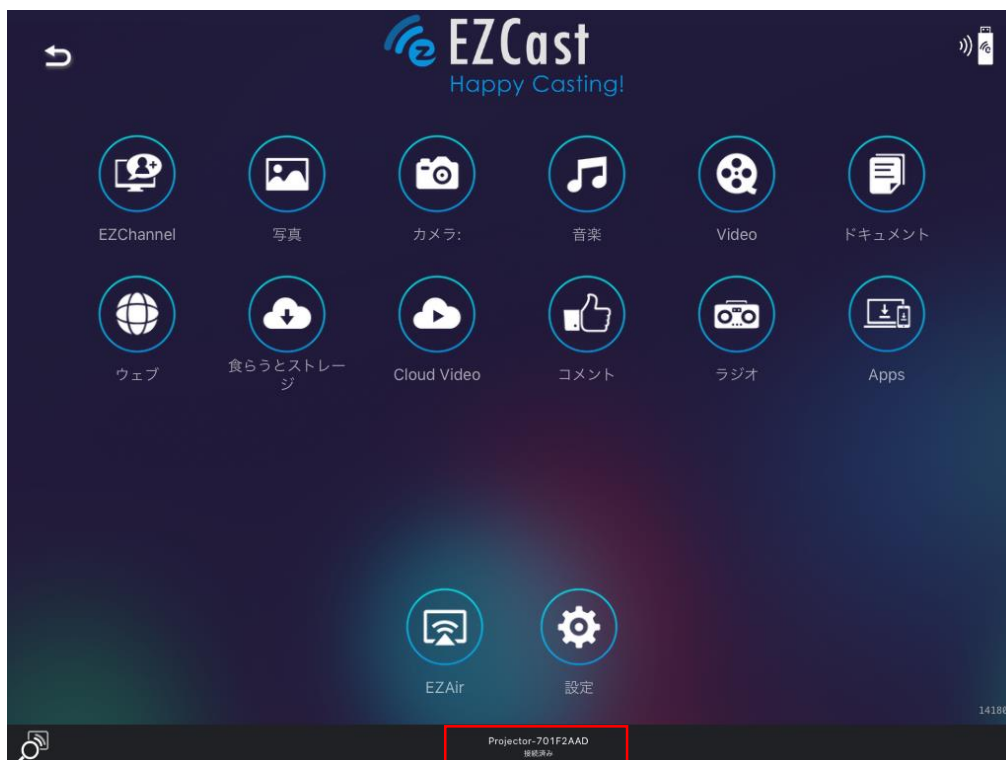 EZCast
Happy Casting!
EZChannel
写真
カメラ:
音楽
Video
ドキュメント
ウェブ
食らうとストレー
ジ
Cloud Video
コメント
ラジオ
Apps
EZAir
設定
14180
Projector-701F2AAD
接続済み